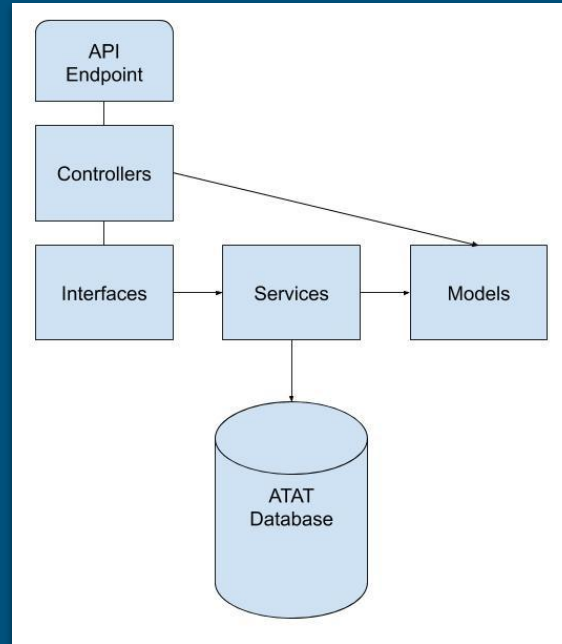 API
Endpoint
Controllers
Interfaces
Services
Models
ATAT
Database